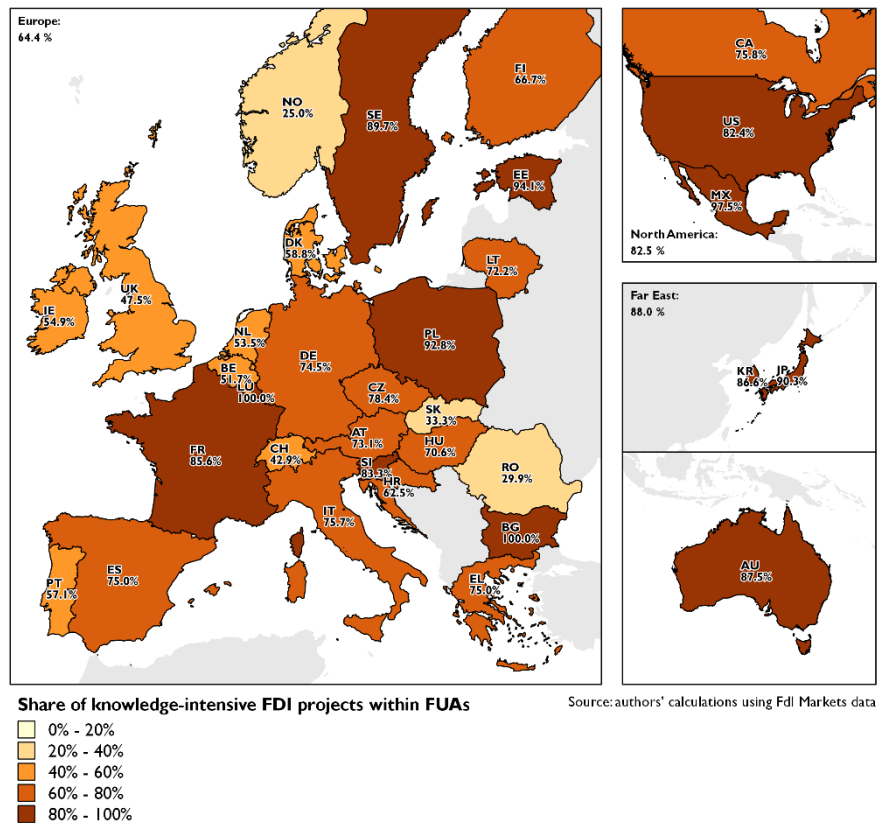 Europe:
64.4 %
NO
25.0%
SE
89.7%
FI
66.7%
EE
94.1%
LT
72.2%
DK
58.8%
UK
47.5%
IE
54.9%
NL
53.5%
BE
51.7%
LU
100.0%
DE
74.5%
PL
92.8%
CZ
78.4%
SK
33.3%
AT
73.1%
HU
70.6%
FR
85.6%
CH
42.9%
SI
83.3%
HR
62.5%
RO
29.9%
IT
75.7%
BG
100.0%
ES
75.0%
PT
57.1%
EL
75.0%
CA
75.8%
US
82.4%
MX
97.5%
North America:
82.5 %
Far East:
88.0 %
KR
86.6%
JP
90.3%
AU
87.5%
Share of knowledge-intensive FDI projects within FUAs
Source: authors' calculations using FdI Markets data
0% - 20%
20% - 40%
40% - 60%
60% - 80%
80% - 100%